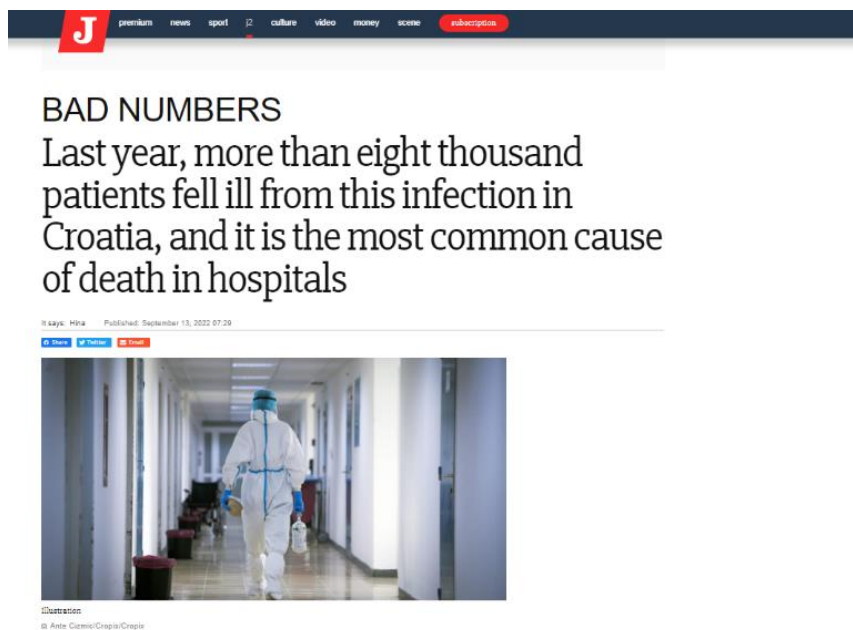 J
premium news sport j2 culture video money scene subscription
BAD NUMBERS
Last year, more than eight thousand
patients fell ill from this infection in
Croatia, and it is the most common cause
of death in hospitals
It says: Hina Published: September 13, 2022 07:29
Share Twitter Email
illustration
Ante Cizmic/Cropix/Cropix